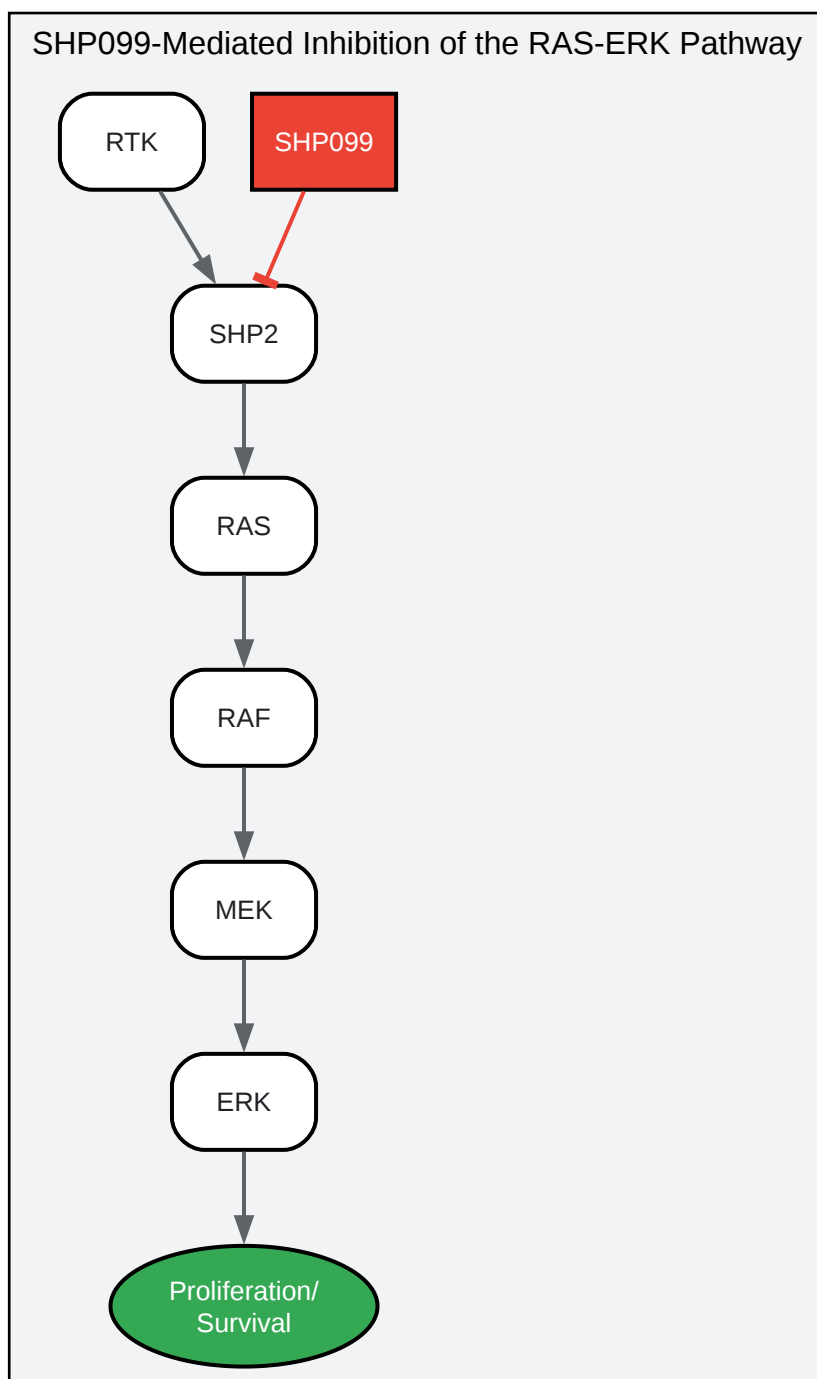 SHP099-Mediated Inhibition of the RAS-ERK Pathway
RTK
SHP099
SHP2
RAS
RAF
MEK
ERK
Proliferation/
Survival